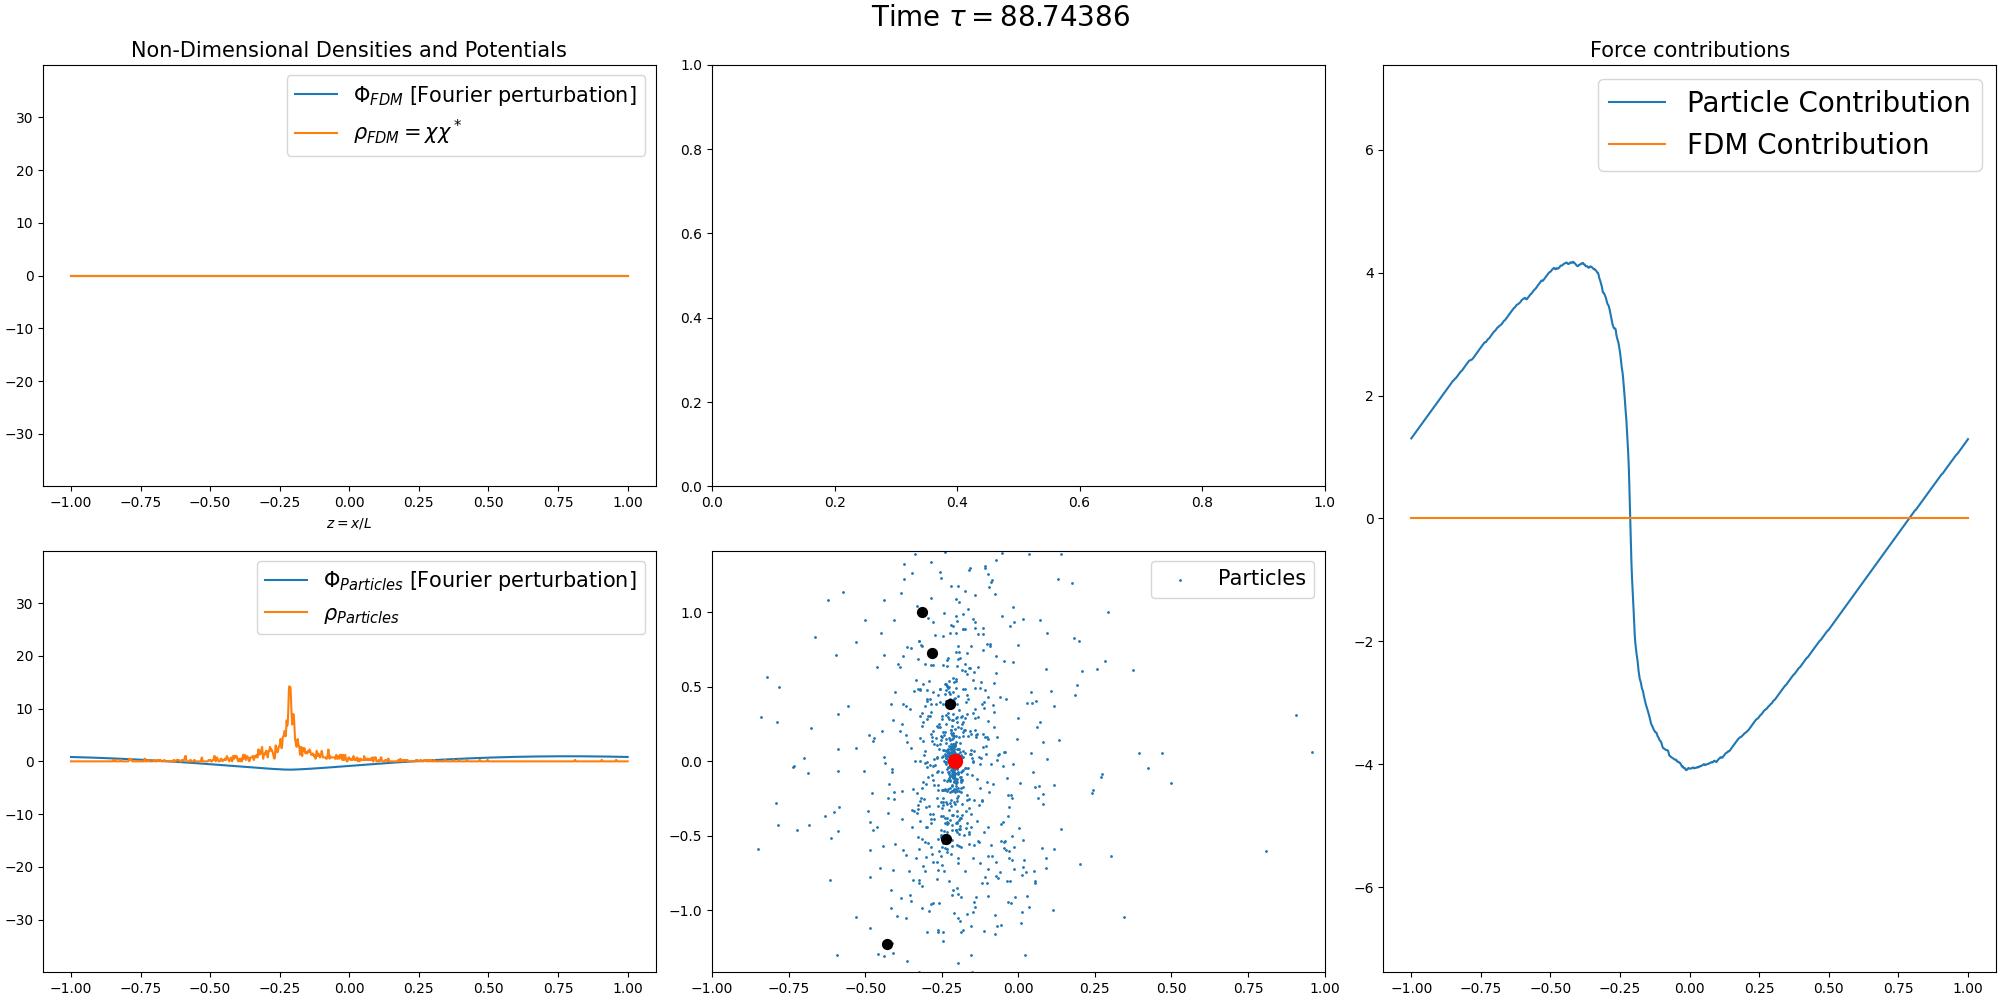 Time τ = 88.74386
Non-Dimensional Densities and Potentials
Φ_FDM [Fourier perturbation]
ρ_FDM = χχ*
30
20
10
0
−10
−20
−30
−1.00 −0.75 −0.50 −0.25 0.00 0.25 0.50 0.75 1.00
z = x/L
1.0
0.8
0.6
0.4
0.2
0.0
0.0 0.2 0.4 0.6 0.8 1.0
Φ_Particles [Fourier perturbation]
ρ_Particles
30
20
10
0
−10
−20
−30
−1.00 −0.75 −0.50 −0.25 0.00 0.25 0.50 0.75 1.00
Particles
1.0
0.5
0.0
−0.5
−1.0
−1.00 −0.75 −0.50 −0.25 0.00 0.25 0.50 0.75 1.00
Force contributions
Particle Contribution
FDM Contribution
6
4
2
0
−2
−4
−6
−1.00 −0.75 −0.50 −0.25 0.00 0.25 0.50 0.75 1.00